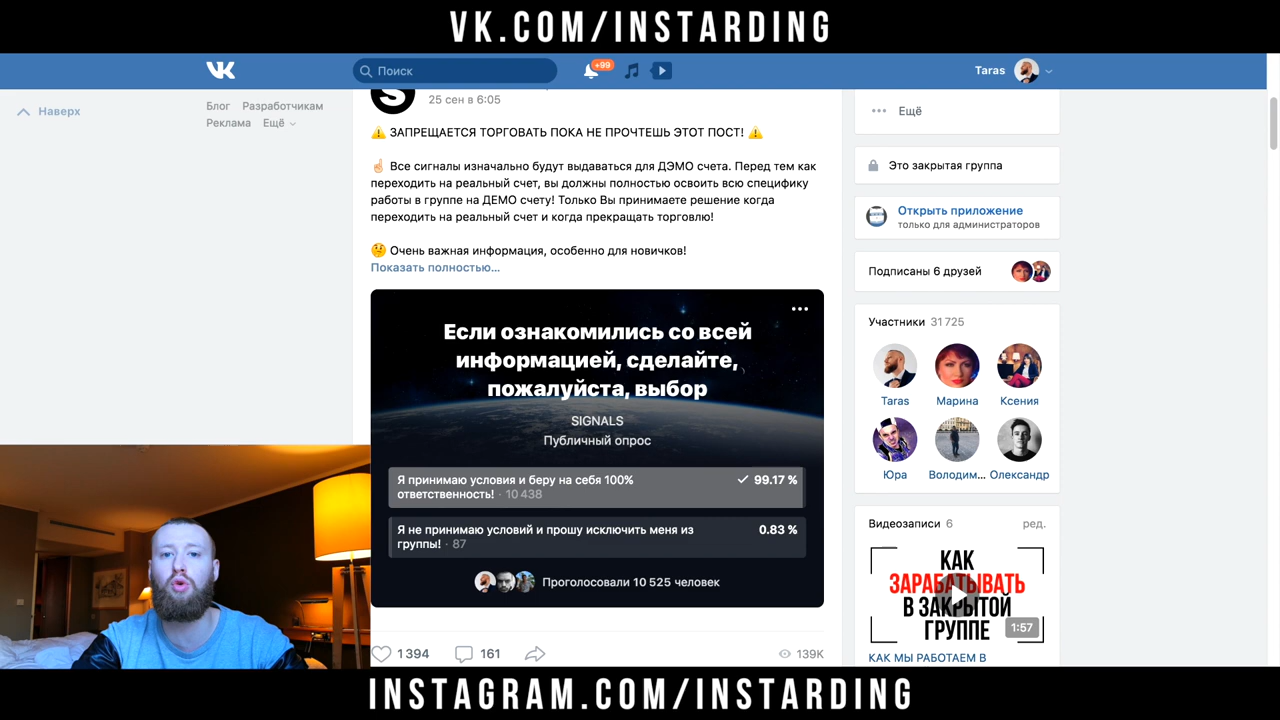 VK.COM/INSTARDING
Поиск
+99
Taras
Наверх
Блог Разработчикам
Реклама Ещё
25 сен в 6:05
⚠️ ЗАПРЕЩАЕТСЯ ТОРГОВАТЬ ПОКА НЕ ПРОЧТЕШЬ ЭТОТ ПОСТ! ⚠️
☝🏻 Все сигналы изначально будут выдаваться для ДЭМО счета. Перед тем как
переходить на реальный счет, вы должны полностью освоить всю специфику
работы в группе на ДЕМО счету! Только Вы принимаете решение когда
переходить на реальный счет и когда прекращать торговлю!
🤔 Очень важная информация, особенно для новичков!
Показать полностью...
Если ознакомились со всей
информацией, сделайте,
пожалуйста, выбор
SIGNALS
Публичный опрос
Я принимаю условия и беру на себя 100%
ответственность! · 10 438
99.17 %
Я не принимаю условий и прошу исключить меня из
группы! · 87
0.83 %
Проголосовали 10 525 человек
1 394
161
139K
Ещё
Это закрытая группа
Открыть приложение
только для администраторов
Подписаны 6 друзей
Участники 31 725
Taras Марина Ксения
Юра Володим... Олександр
Видеозаписи 6 ред.
КАК
ЗАРАБАТЫВАТЬ
В ЗАКРЫТОЙ
ГРУППЕ
1:57
КАК МЫ РАБОТАЕМ В
INSTAGRAM.COM/INSTARDING